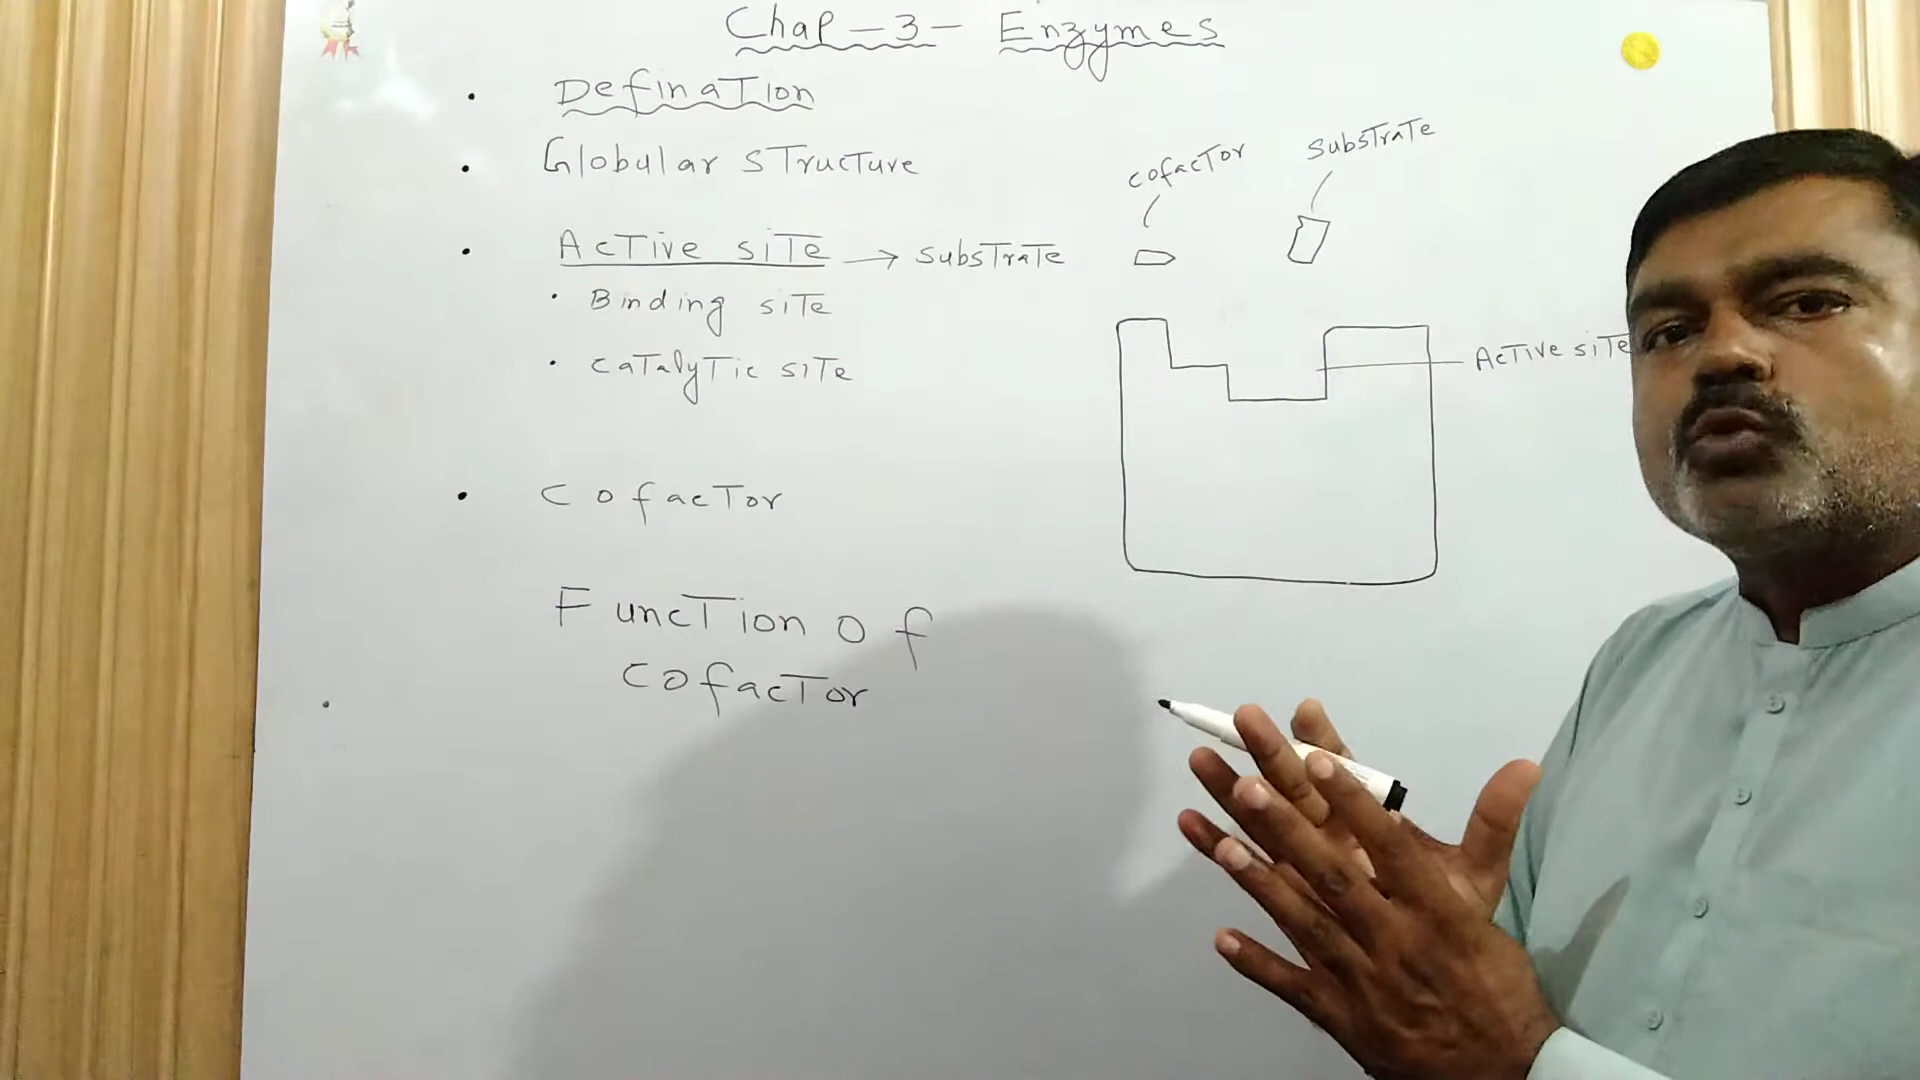 Chap - 3 - Enzymes
• Defination
• Globular structure
• Active site → substrate
• Binding site
• catalytic site
• cofactor
Function of
cofactor
cofactor
substrate
Active site